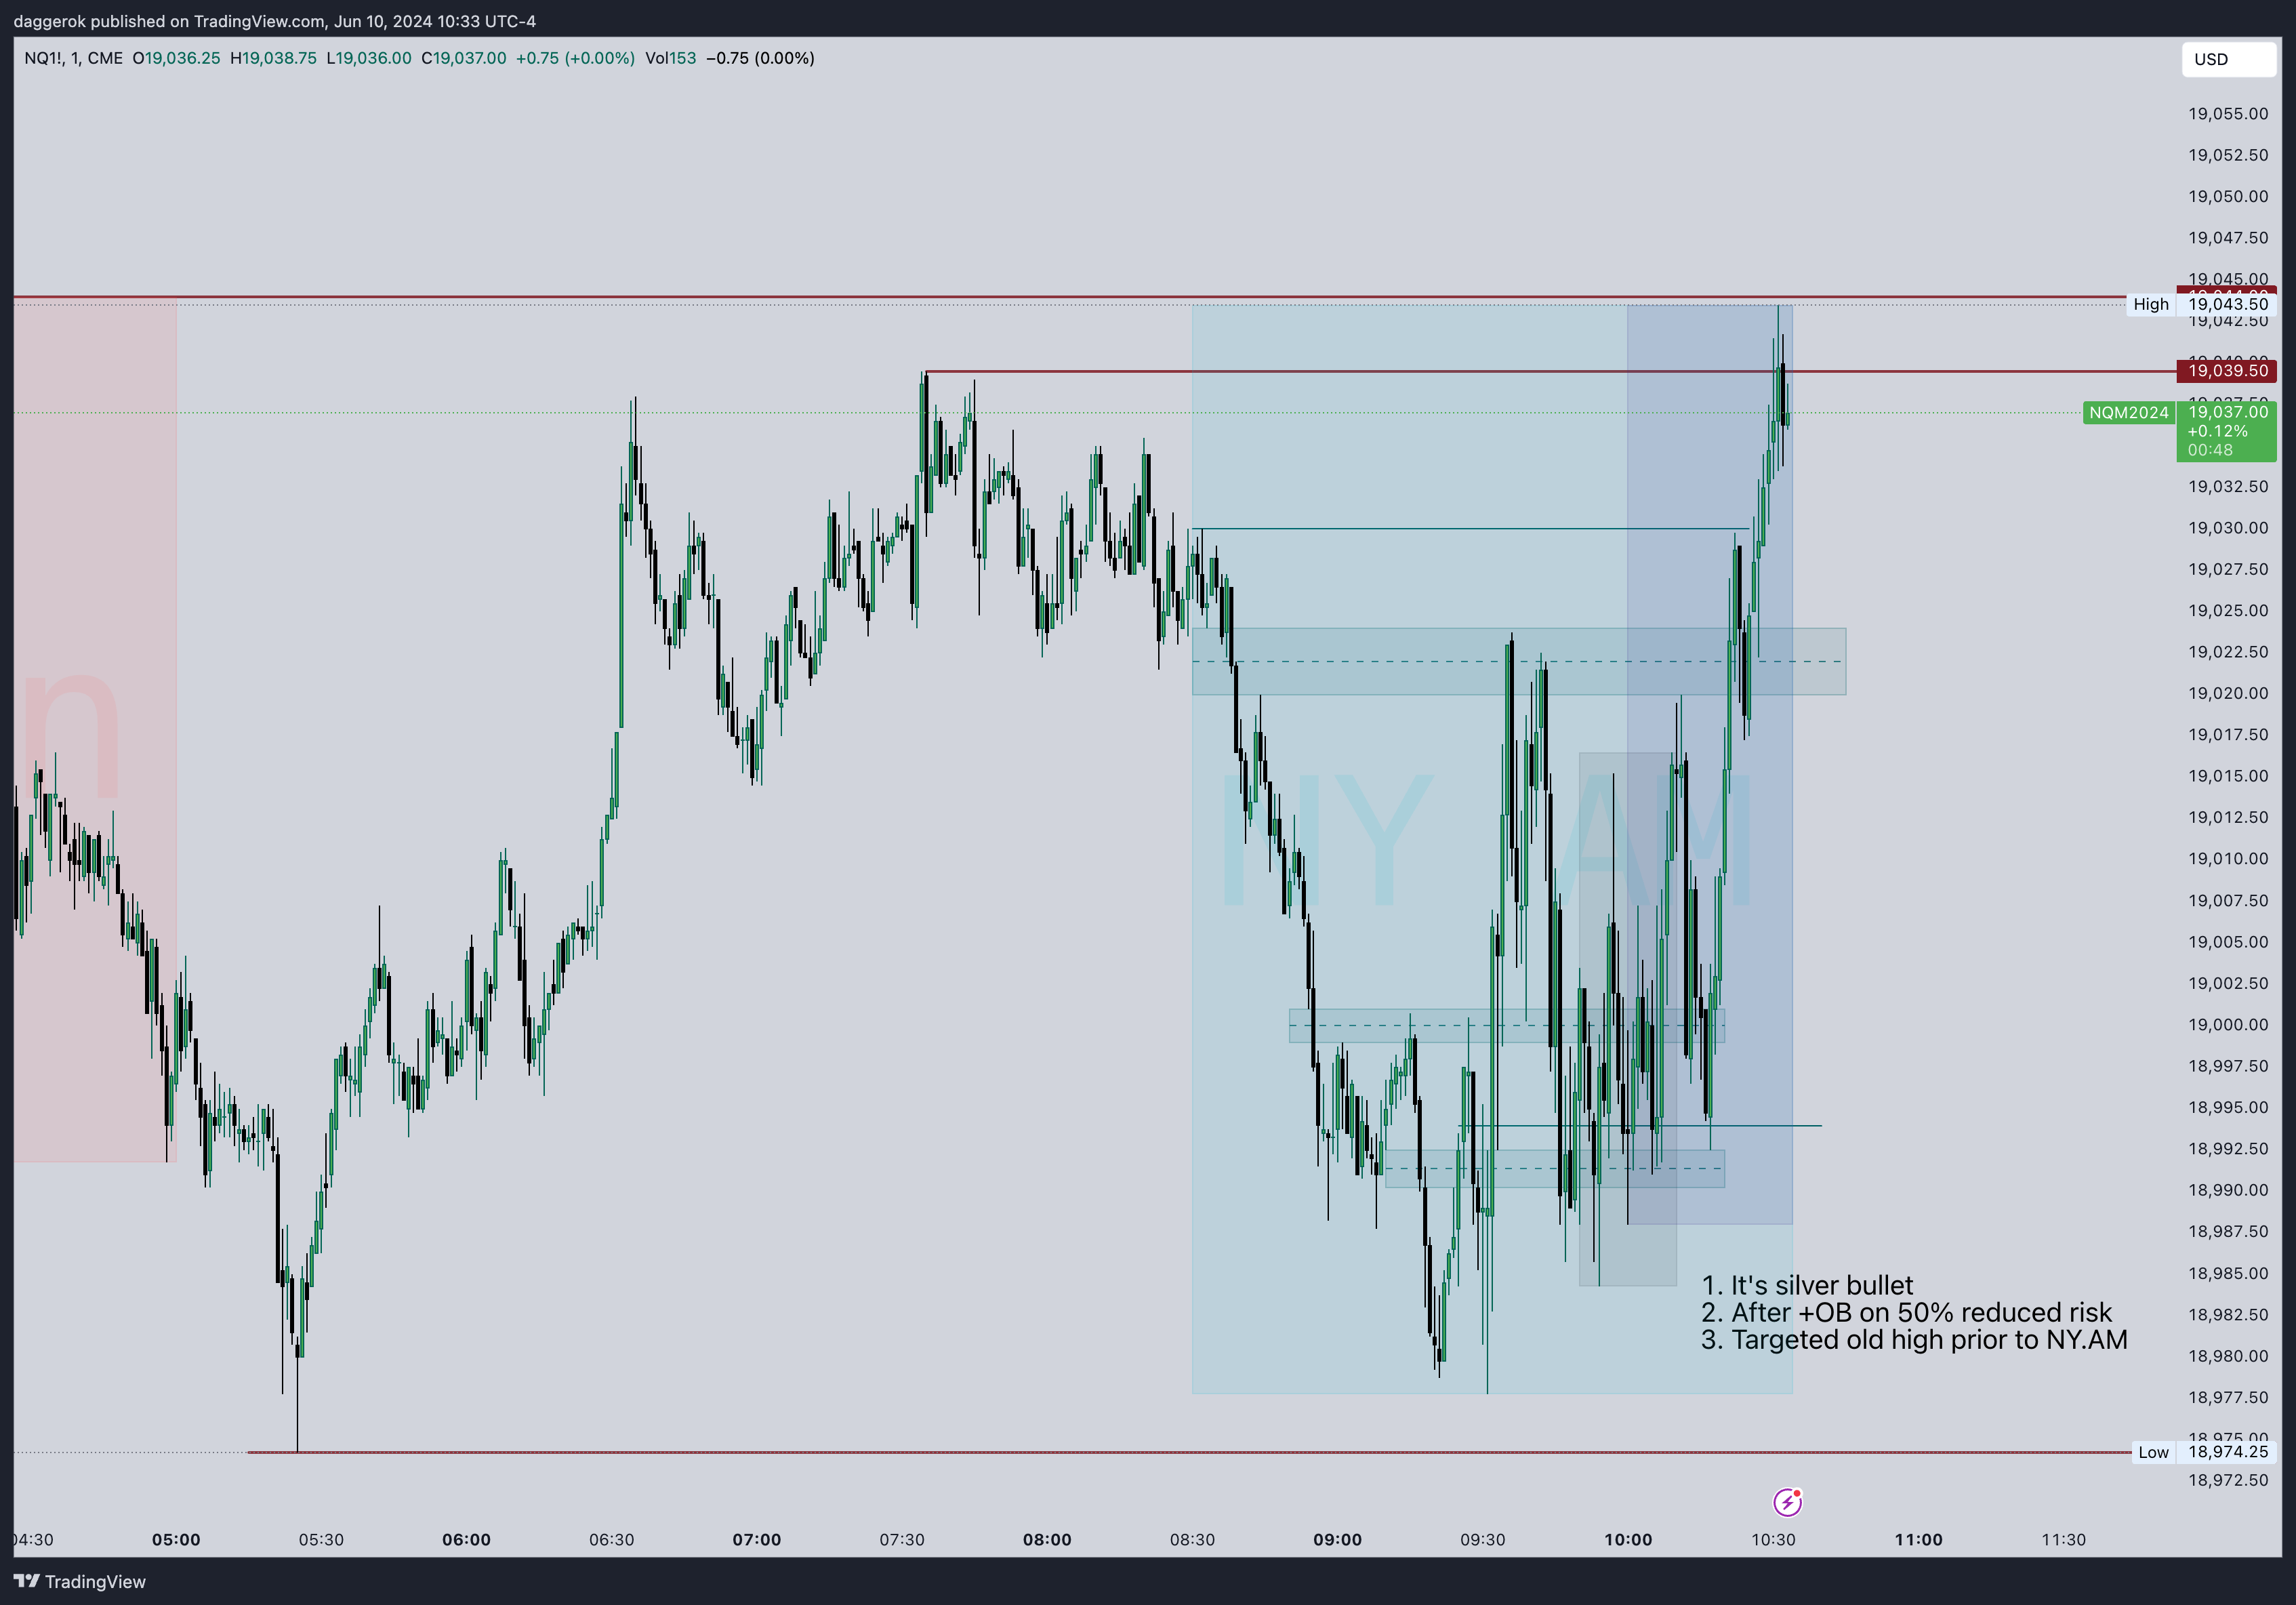 daggerok published on TradingView.com, Jun 10, 2024 10:33 UTC-4
NQ1!, 1, CME O19,036.25 H19,038.75 L19,036.00 C19,037.00 +0.75 (+0.00%) Vol153 −0.75 (0.00%)
USD
19,055.00
19,052.50
19,050.00
19,047.50
19,045.00
High 19,043.50
19,042.50
19,039.50
NQM2024 19,037.00
+0.12%
00:48
19,032.50
19,030.00
19,027.50
19,025.00
19,022.50
19,020.00
19,017.50
n
NY AM
19,015.00
19,012.50
19,010.00
19,007.50
19,005.00
19,002.50
19,000.00
18,997.50
18,995.00
18,992.50
18,990.00
18,987.50
18,985.00
1. It's silver bullet
2. After +OB on 50% reduced risk
18,982.50
3. Targeted old high prior to NY.AM
18,980.00
18,977.50
18,975.00
Low 18,974.25
18,972.50
04:30 05:00 05:30 06:00 06:30 07:00 07:30 08:00 08:30 09:00 09:30 10:00 10:30 11:00 11:30
TradingView